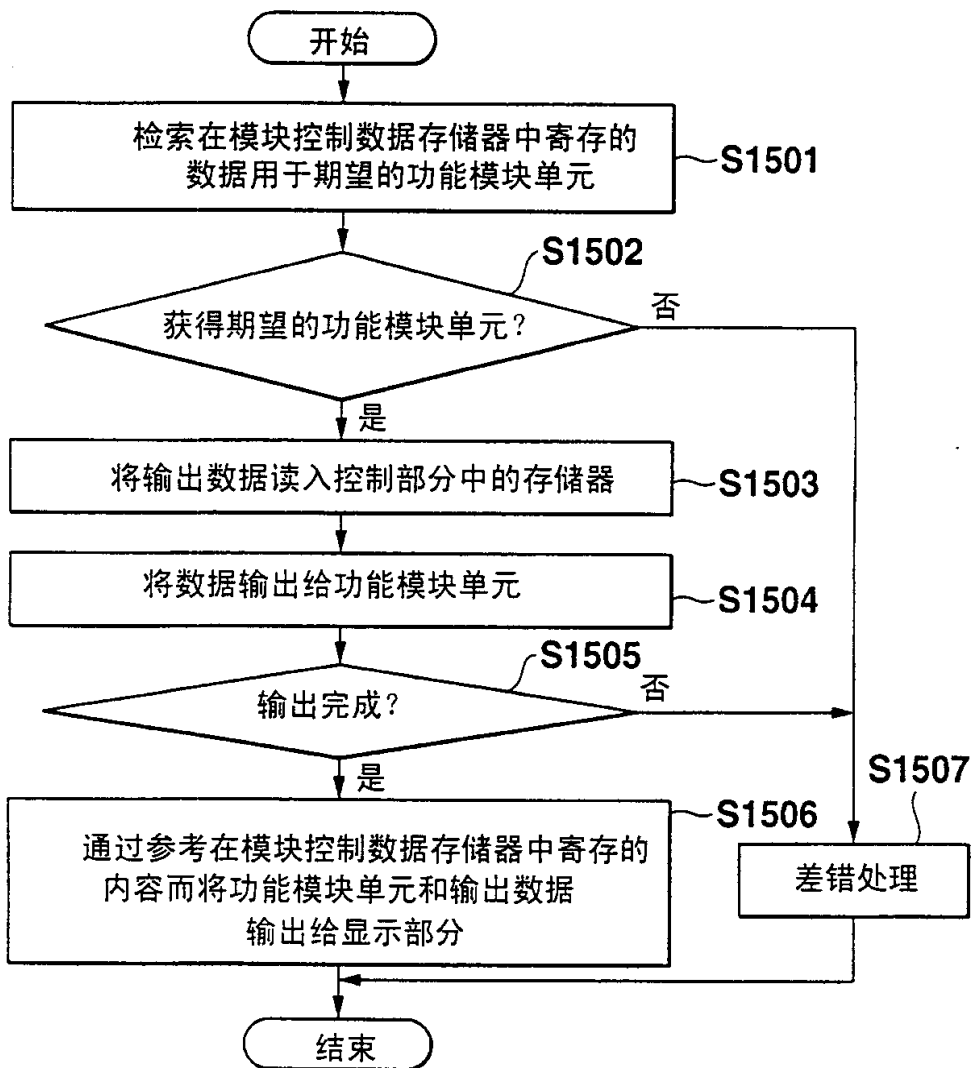 开始
检索在模块控制数据存储器中寄存的
数据用于期望的功能模块单元
S1501
S1502
获得期望的功能模块单元?
否
是
将输出数据读入控制部分中的存储器
S1503
将数据输出给功能模块单元
S1504
S1505
输出完成?
否
是
S1507
S1506
通过参考在模块控制数据存储器中寄存的
内容而将功能模块单元和输出数据
输出给显示部分
差错处理
结束